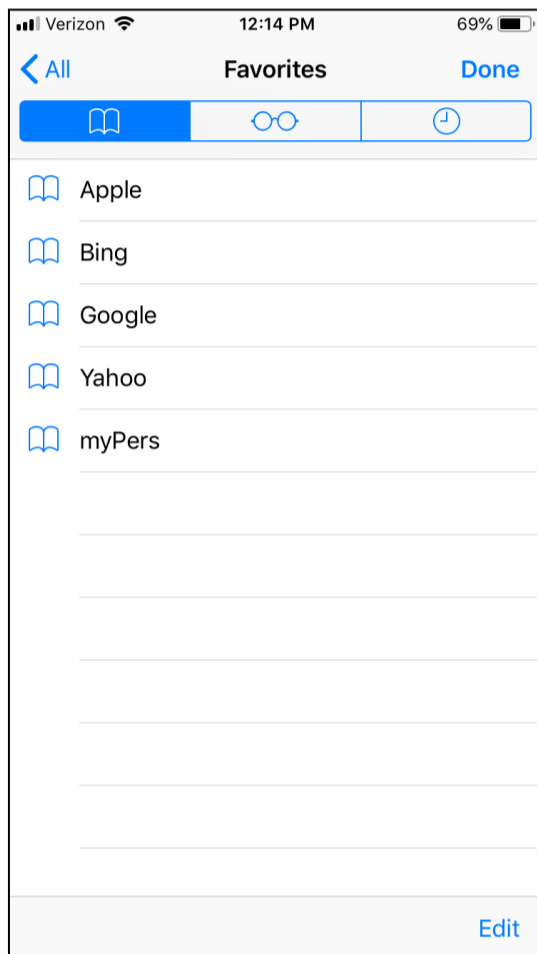 Verizon 12:14 PM 69%
All Favorites Done
Apple
Bing
Google
Yahoo
myPers
Edit